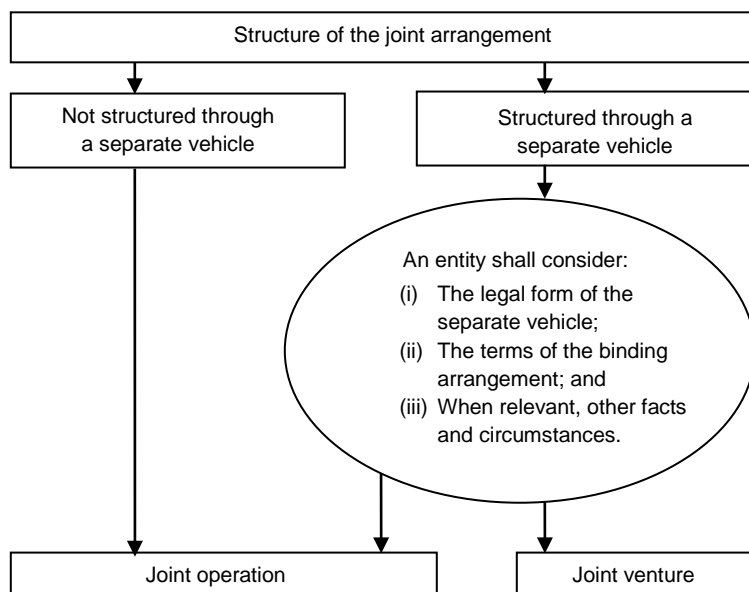 Structure of the joint arrangement
Not structured through
a separate vehicle
Structured through a
separate vehicle
An entity shall consider:
(i) The legal form of the
separate vehicle;
(ii) The terms of the binding
arrangement; and
(iii) When relevant, other facts
and circumstances.
Joint operation
Joint venture